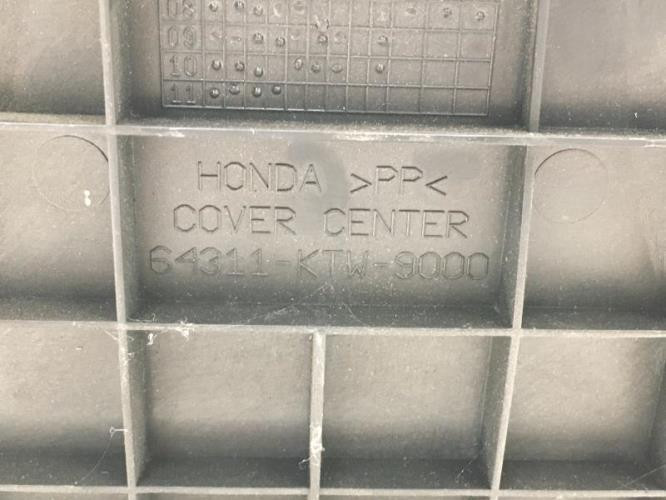 08
09
10
11
HONDA >PP<
COVER CENTER
64311-KTW-9000